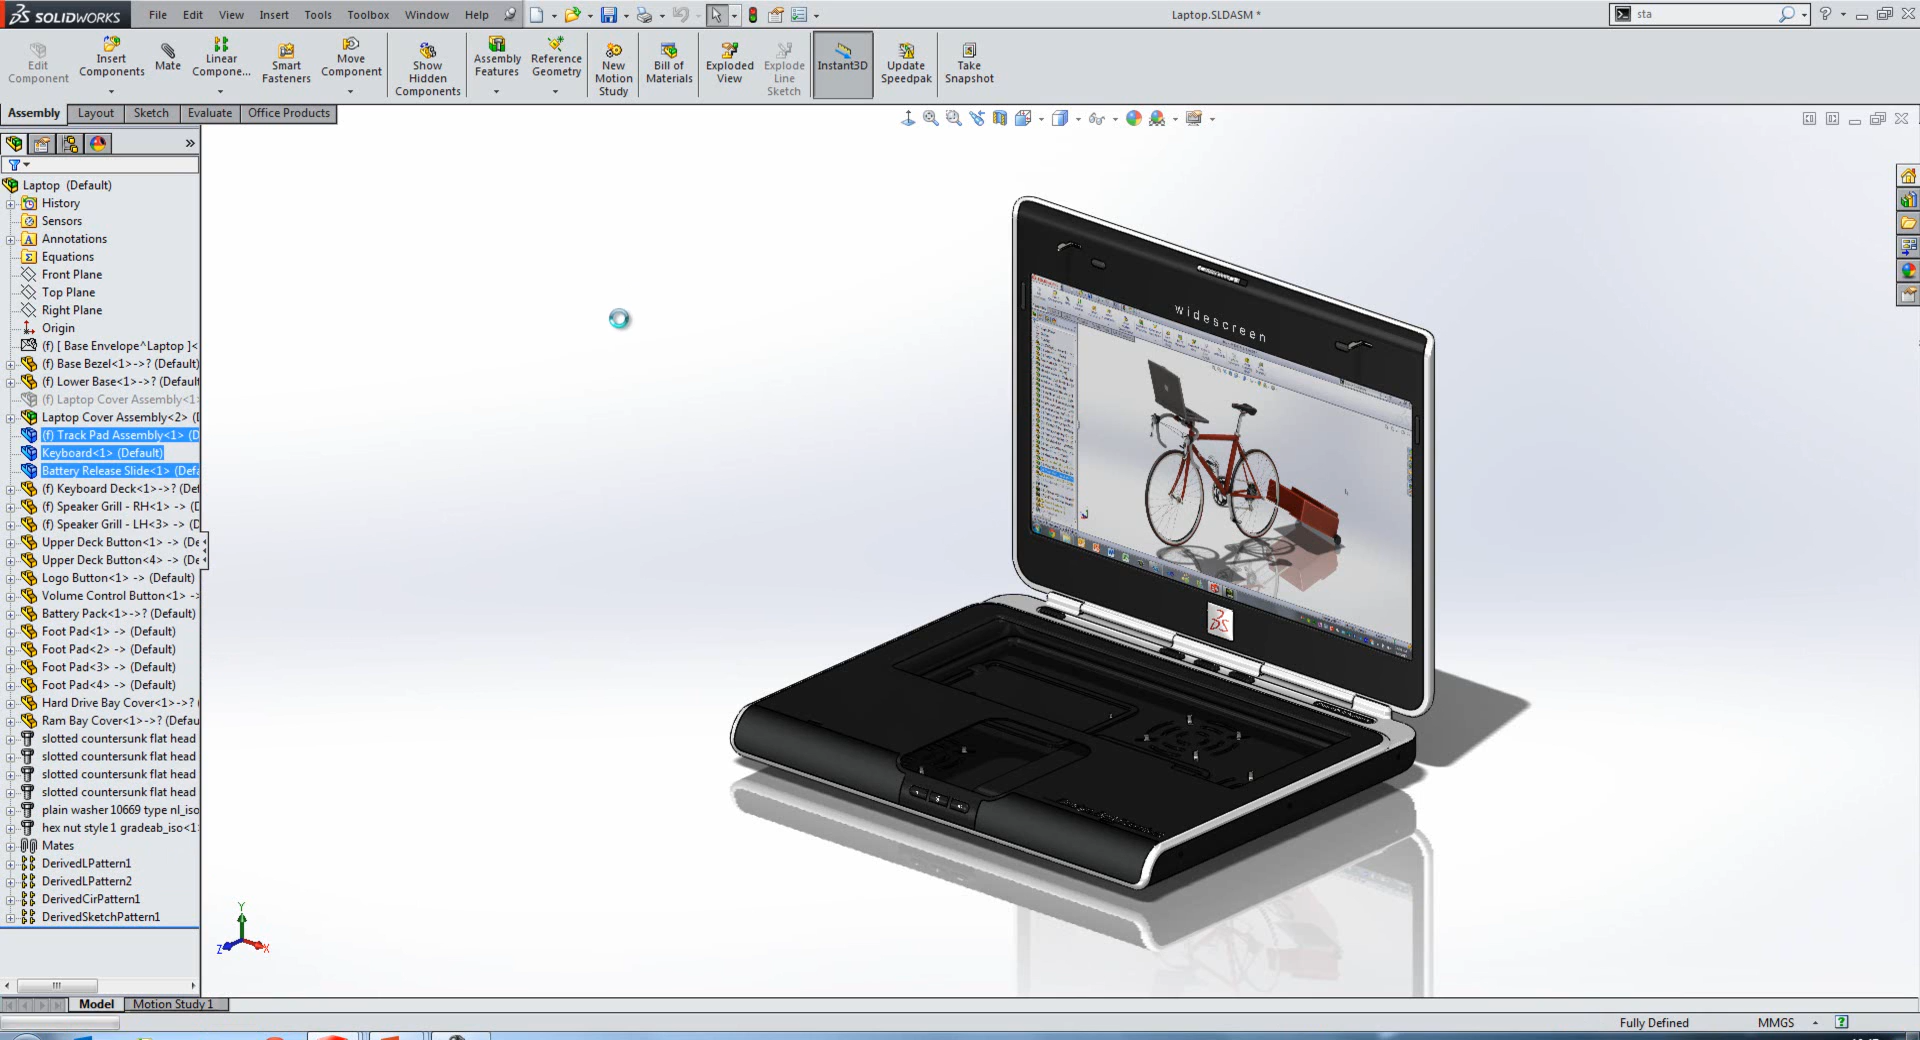 SOLIDWORKS File Edit View Insert Tools Toolbox Window Help Laptop.SLDASM * sta
Edit Component
Insert Components
Mate
Linear Compone...
Smart Fasteners
Move Component
Show Hidden Components
Assembly Features
Reference Geometry
New Motion Study
Bill of Materials
Exploded View
Explode Line Sketch
Instant3D
Update Speedpak
Take Snapshot
Assembly Layout Sketch Evaluate Office Products
Laptop (Default)
History
Sensors
Annotations
Equations
Front Plane
Top Plane
Right Plane
Origin
(f) [ Base Envelope^Laptop ]<
(f) Base Bezel<1>->? (Default)
(f) Lower Base<1>->? (Default
(f) Laptop Cover Assembly<1>
Laptop Cover Assembly<2> (D
(f) Track Pad Assembly<1> (D
Keyboard<1> (Default)
Battery Release Slide<1> (Defa
(f) Keyboard Deck<1>->? (Def
(f) Speaker Grill - RH<1> -> (D
(f) Speaker Grill - LH<3> -> (D
Upper Deck Button<1> -> (De
Upper Deck Button<4> -> (De
Logo Button<1> -> (Default)
Volume Control Button<1> ->
Battery Pack<1>->? (Default)
Foot Pad<1> -> (Default)
Foot Pad<2> -> (Default)
Foot Pad<3> -> (Default)
Foot Pad<4> -> (Default)
Hard Drive Bay Cover<1>->? (
Ram Bay Cover<1>->? (Defau
slotted countersunk flat head
slotted countersunk flat head
slotted countersunk flat head
slotted countersunk flat head
plain washer 10669 type nl_iso
hex nut style 1 gradeab_iso<1>
Mates
DerivedLPattern1
DerivedLPattern2
DerivedCirPattern1
DerivedSketchPattern1
widescreen
Y
Z X
Model Motion Study 1
Fully Defined MMGS